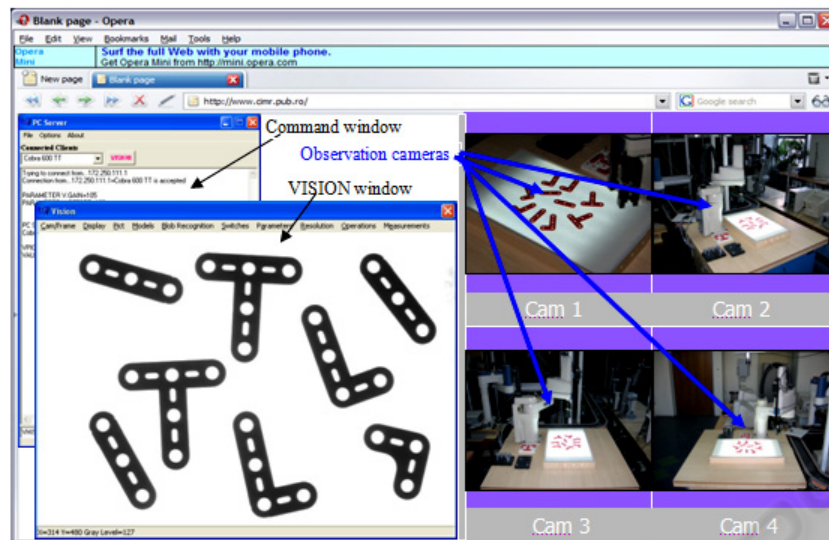 Blank page - Opera
File Edit View Bookmarks Mail Tools Help
Opera Mini
Surf the full Web with your mobile phone.
Get Opera Mini from http://mini.opera.com
New page Blank page
http://www.cimr.pub.ro/ Google search
PC Server
File Options About
Connected Clients
Cobra 600 TT VISION
Trying to connect from..172.250.111.1
Connection from..172.250.111.1=Cobra 600 TT is accepted
PARAMETER V.GAIN=105
Command window
Observation cameras
VISION window
Vision
Cam/Frame Display Pict Models Blob Recognition Switches Parameters Resolution Operations Measurements
X=314 Y=480 Gray Level=127
Cam 1
Cam 2
Cam 3
Cam 4